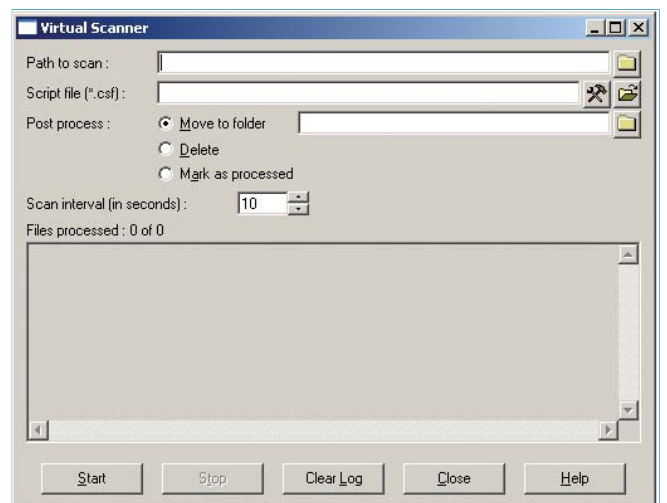 Virtual Scanner
Path to scan :
Script file (*.csf) :
Post process : Move to folder
Delete
Mark as processed
Scan interval (in seconds) : 10
Files processed : 0 of 0
Start Stop Clear Log Close Help